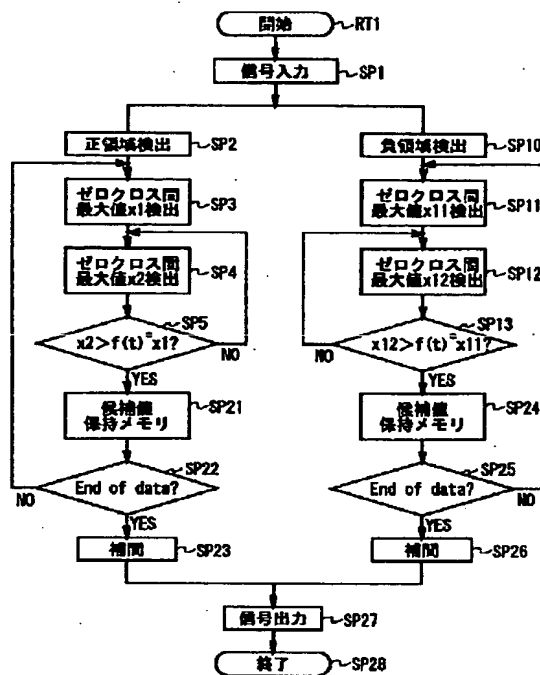 開始
RT1
信号入力
SP1
正領域検出
SP2
ゼロクロス間
最大値x1検出
SP3
ゼロクロス間
最大値x2検出
SP4
SP5
x2>f(t)=x1?
NO
YES
候補値
保持メモリ
SP21
SP22
End of data?
NO
YES
補間
SP23
負領域検出
SP10
ゼロクロス間
最大値x11検出
SP11
ゼロクロス間
最大値x12検出
SP12
SP13
x12>f(t)=x11?
NO
YES
候補値
保持メモリ
SP24
SP25
End of data?
NO
YES
補間
SP26
信号出力
SP27
終了
SP28